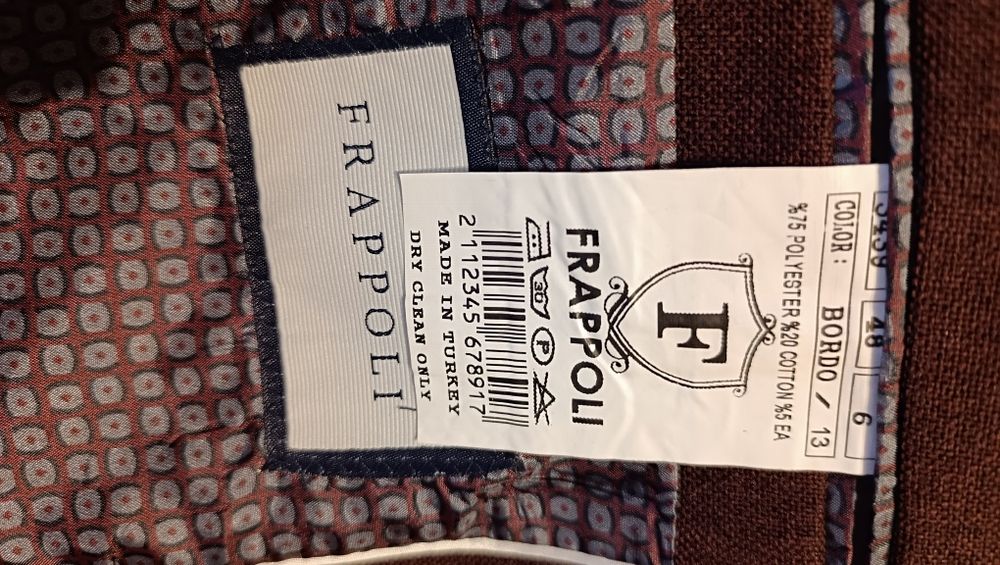 FRAPPOLI
48 6
COLOR: BORDO / 13
%75 POLYESTER %20 COTTON %5 EA
F
FRAPPOLI
30 P
2 112345 678917
MADE IN TURKEY
DRY CLEAN ONLY